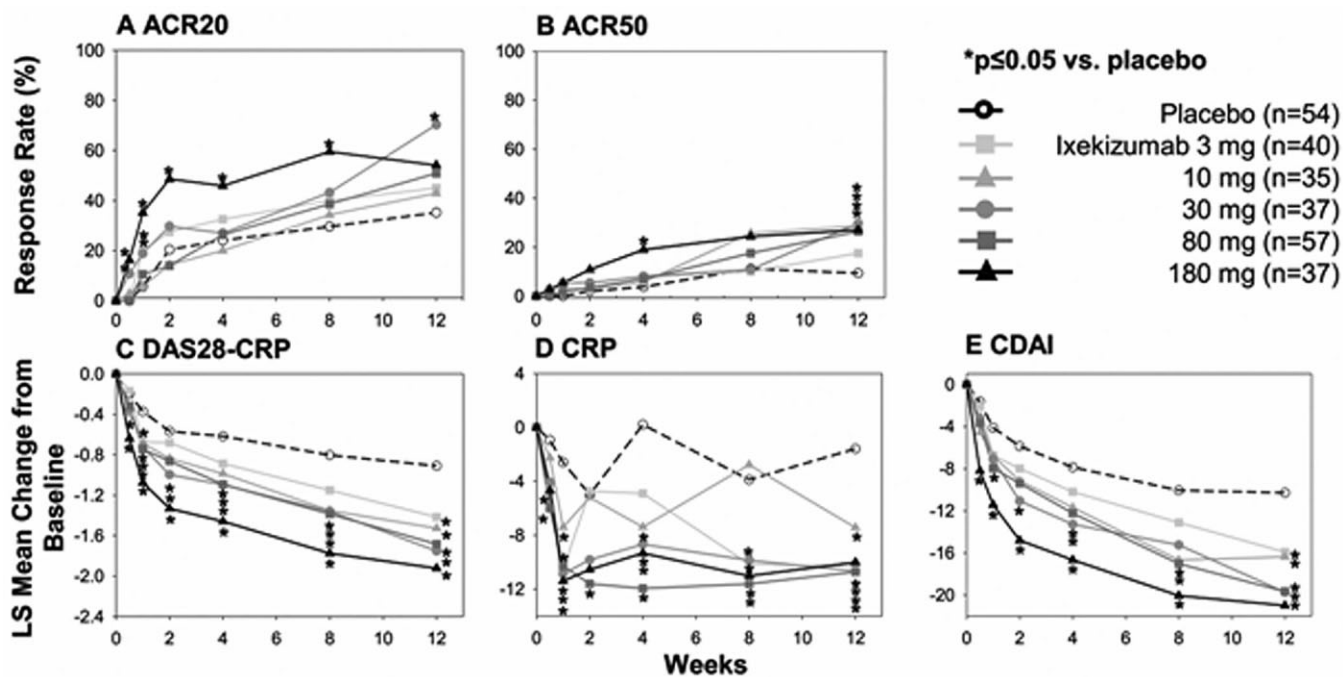 A ACR20
B ACR50
*p≤0.05 vs. placebo
Response Rate (%)
100
80
60
40
20
0
0 2 4 6 8 10 12
100
80
60
40
20
0
0 2 4 6 8 10 12
Placebo (n=54)
Ixekizumab 3 mg (n=40)
10 mg (n=35)
30 mg (n=37)
80 mg (n=57)
180 mg (n=37)
C DAS28-CRP
D CRP
E CDAI
LS Mean Change from
Baseline
0.0
-0.4
-0.8
-1.2
-1.6
-2.0
-2.4
0 2 4 6 8 10 12
4
0
-4
-8
-12
0 2 4 6 8 10 12
0
-4
-8
-12
-16
-20
0 2 4 6 8 10 12
Weeks